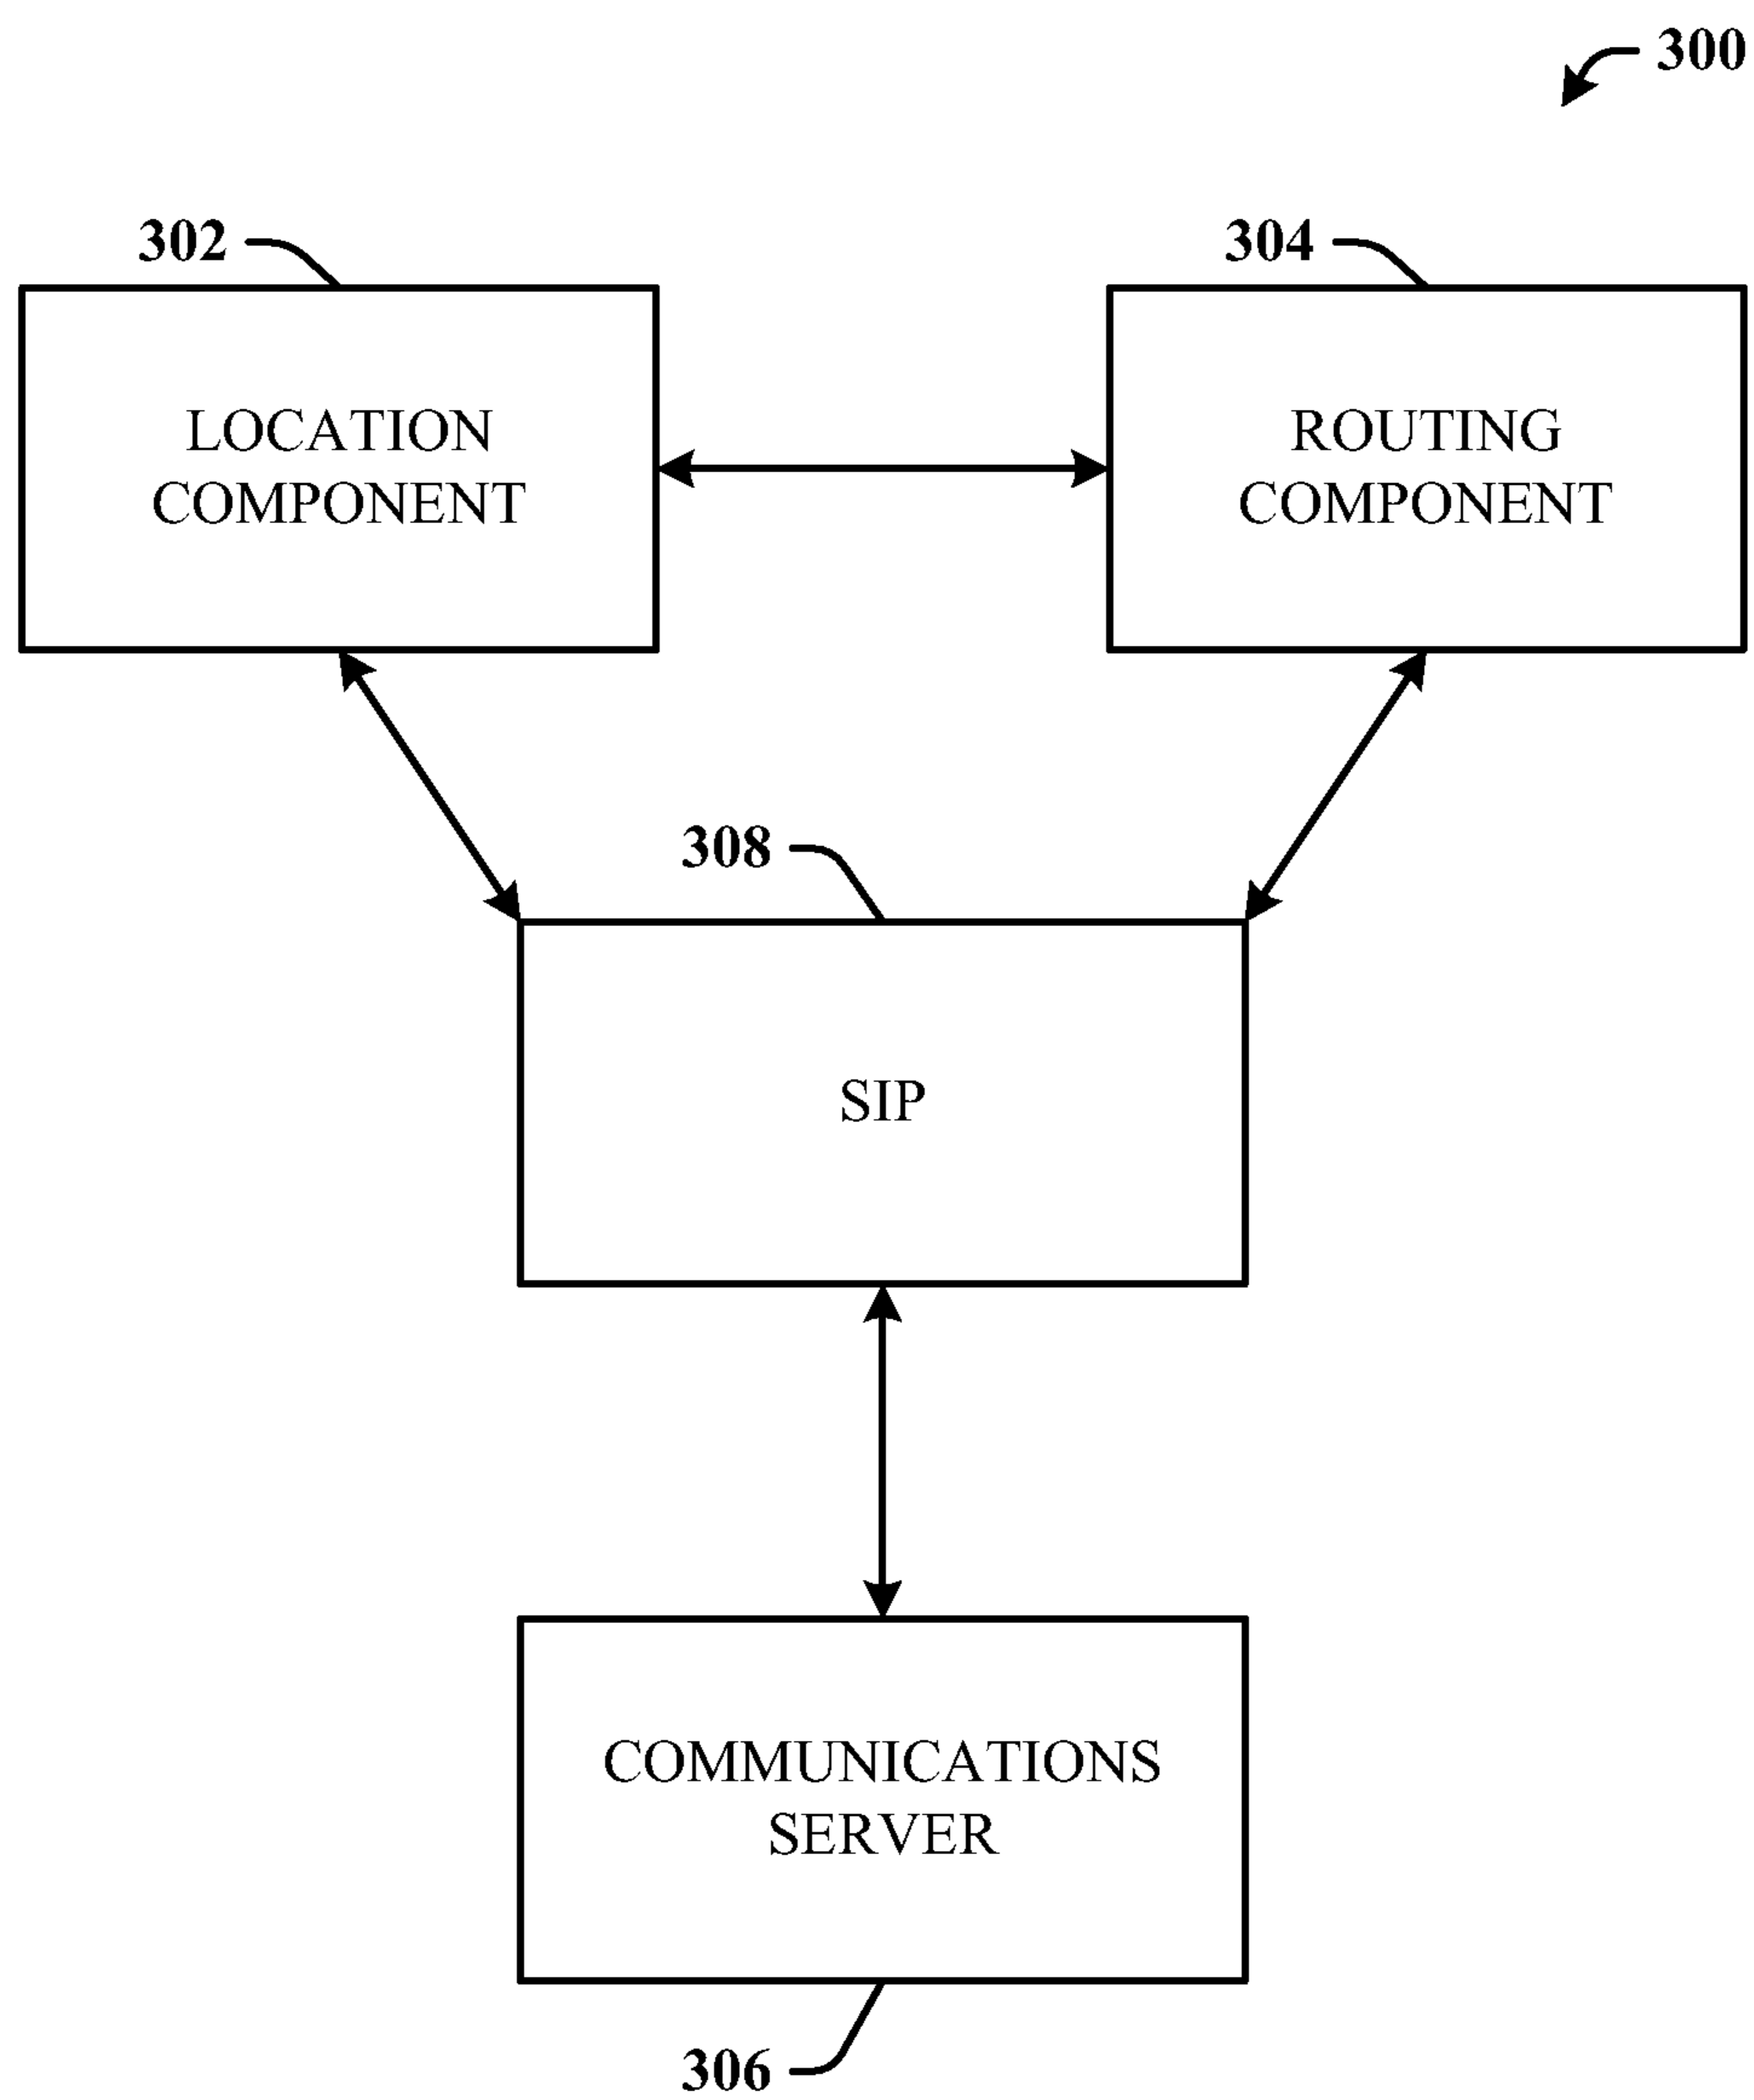 300
302
304
LOCATION
COMPONENT
ROUTING
COMPONENT
308
SIP
COMMUNICATIONS
SERVER
306